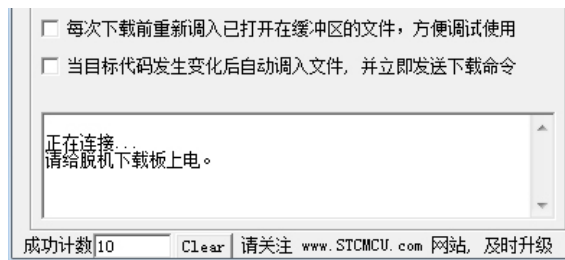 每次下载前重新调入已打开在缓冲区的文件，方便调试使用
当目标代码发生变化后自动调入文件，并立即发送下载命令
正在连接...
请给脱机下载板上电。
成功计数 10 Clear 请关注 www.STCMCU.com 网站，及时升级